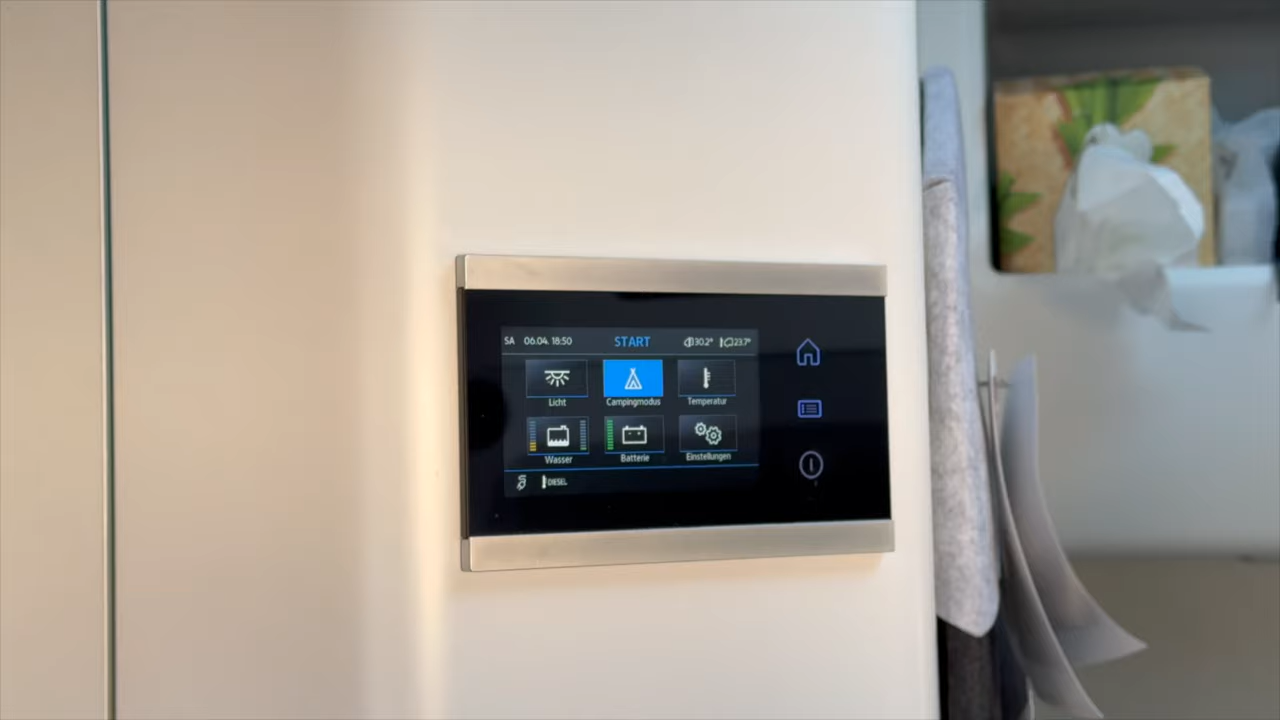 SA 06.04. 18:50 START 30.2° 23.7°
Licht Campingmodus Temperatur
Wasser Batterie Einstellungen
DIESEL